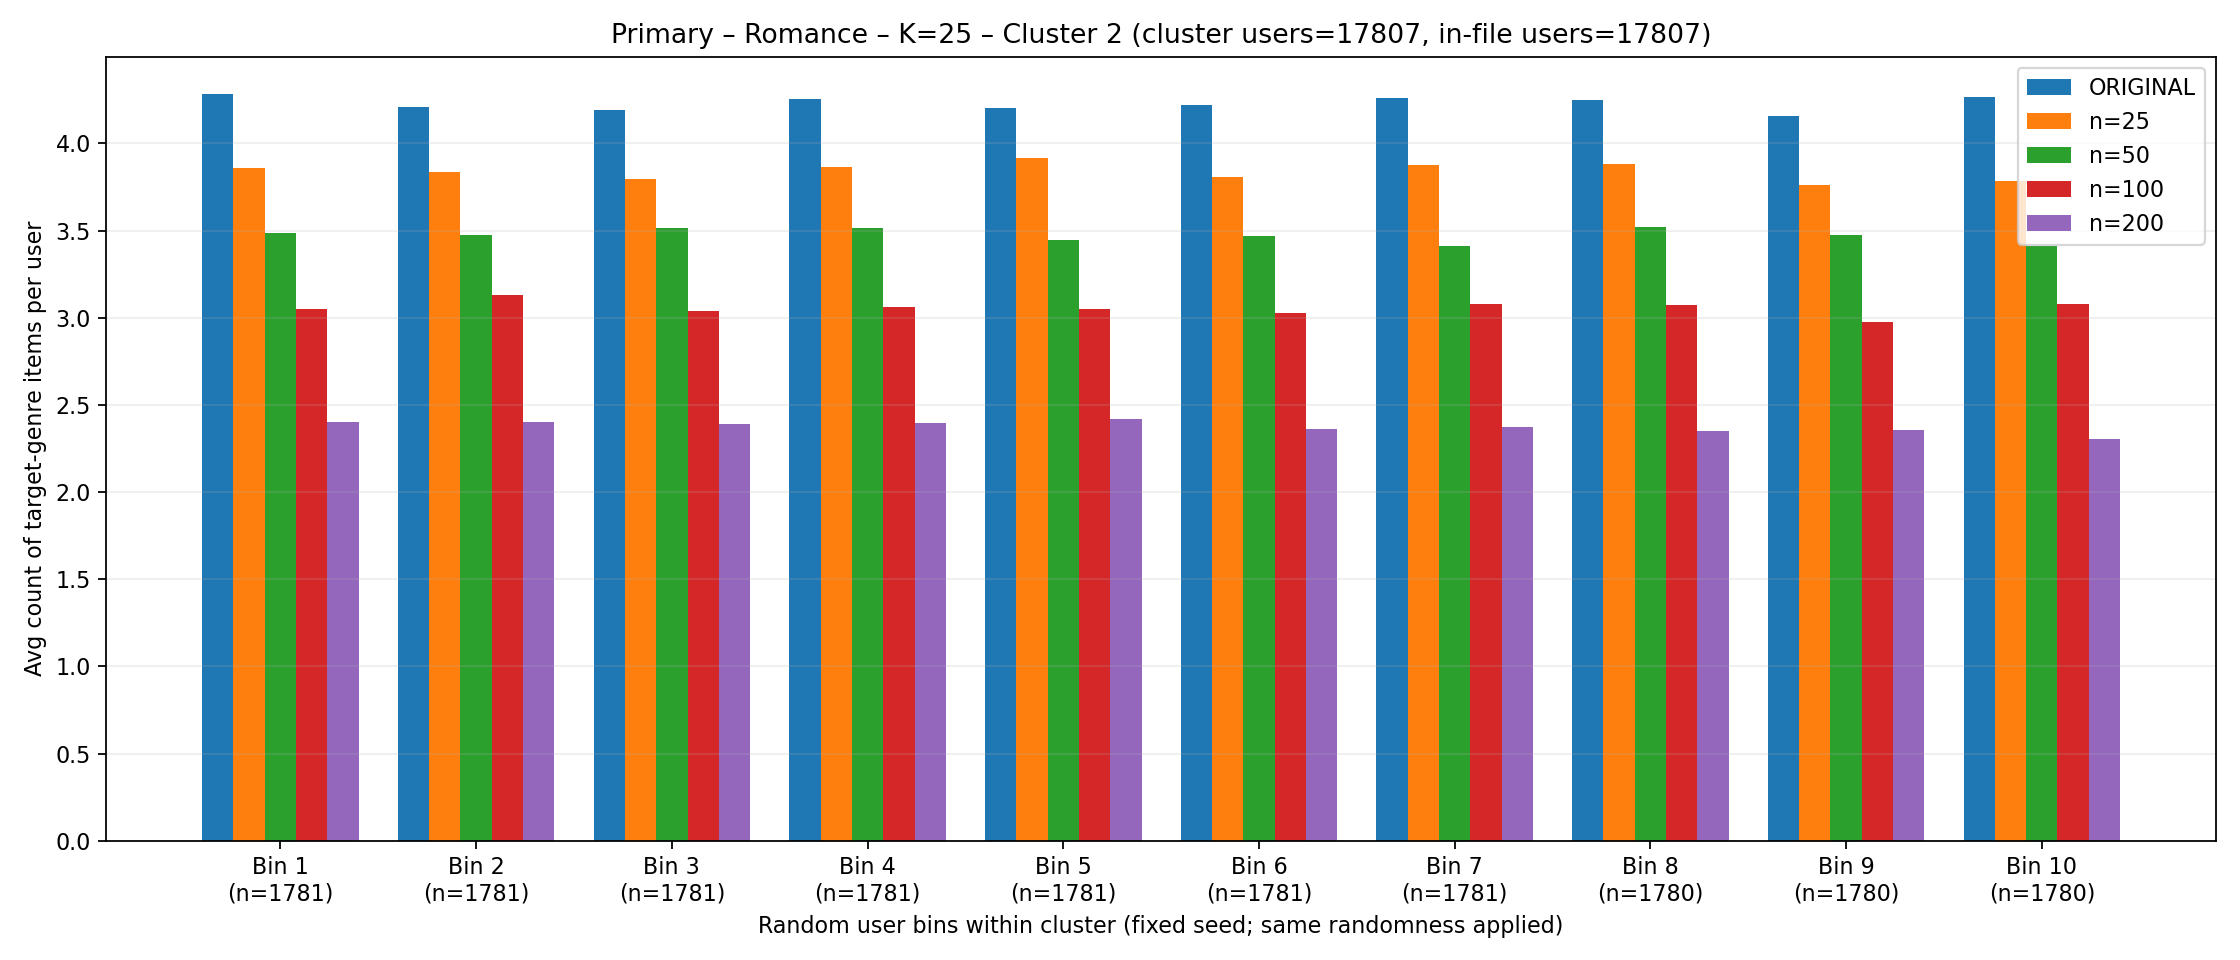 Primary – Romance – K=25 – Cluster 2 (cluster users=17807, in-file users=17807)
ORIGINAL
n=25
n=50
n=100
n=200
Avg count of target-genre items per user
4.0
3.5
3.0
2.5
2.0
1.5
1.0
0.5
0.0
Bin 1 Bin 2 Bin 3 Bin 4 Bin 5 Bin 6 Bin 7 Bin 8 Bin 9 Bin 10
(n=1781) (n=1781) (n=1781) (n=1781) (n=1781) (n=1781) (n=1781) (n=1780) (n=1780) (n=1780)
Random user bins within cluster (fixed seed; same randomness applied)